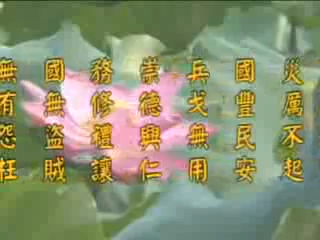 災厲不起
國豐民安
兵戈無用
崇德興仁
務修禮讓
國無盜賊
無有怨枉